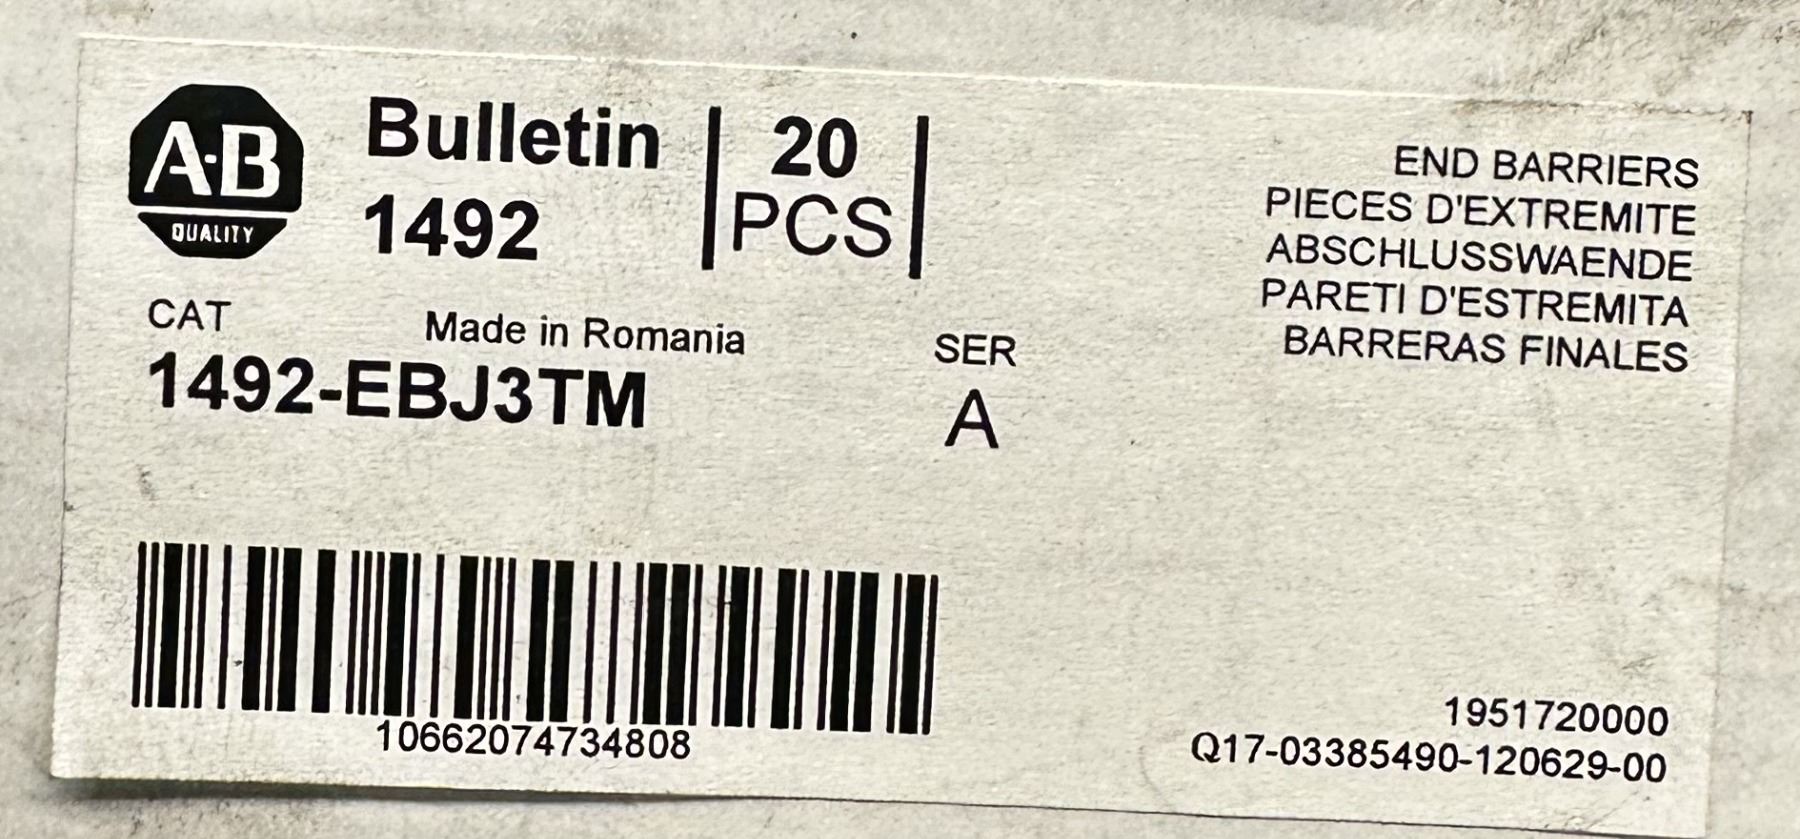 A·B
QUALITY
Bulletin
1492
20
PCS
END BARRIERS
PIECES D'EXTREMITE
ABSCHLUSSWAENDE
PARETI D'ESTREMITA
BARRERAS FINALES
CAT
Made in Romania
SER
1492-EBJ3TM
A
10662074734808
1951720000
Q17-03385490-120629-00